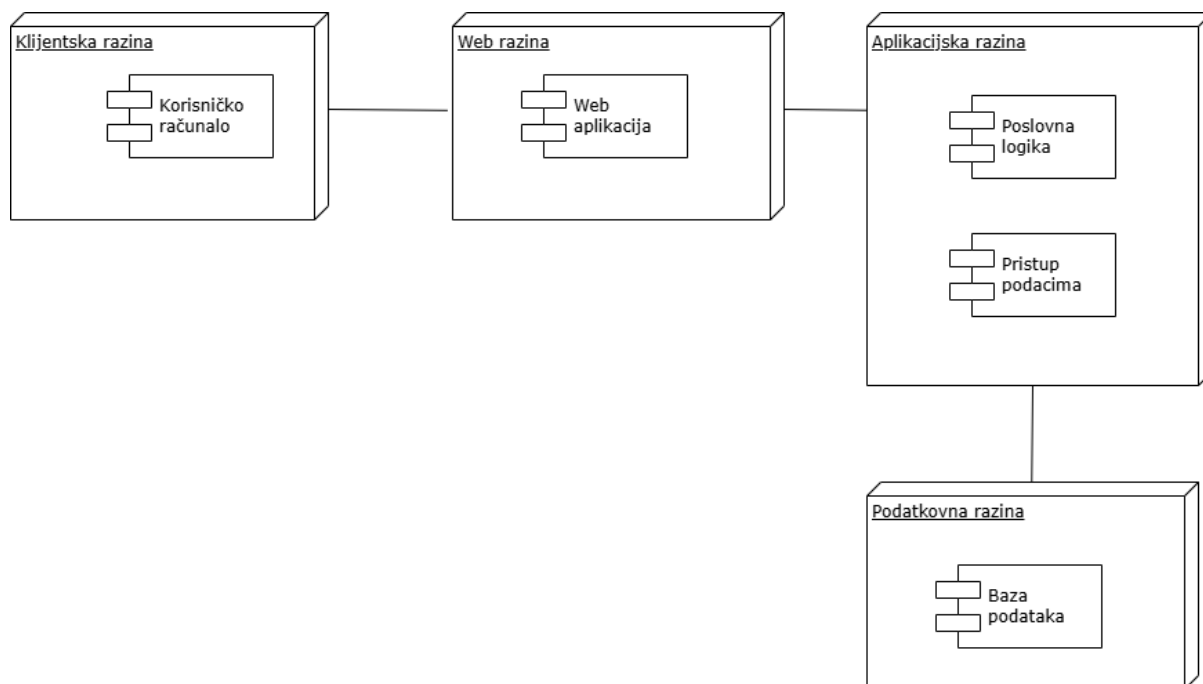 Klijentska razina
Korisničko
računalo
Web razina
Web
aplikacija
Aplikacijska razina
Poslovna
logika
Pristup
podacima
Podatkovna razina
Baza
podataka